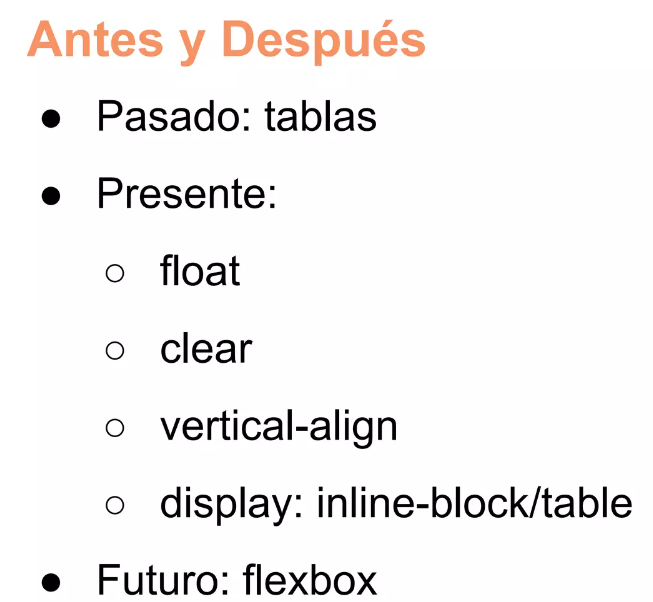 Antes y Después
● Pasado: tablas
● Presente:
○ float
○ clear
○ vertical-align
○ display: inline-block/table
● Futuro: flexbox